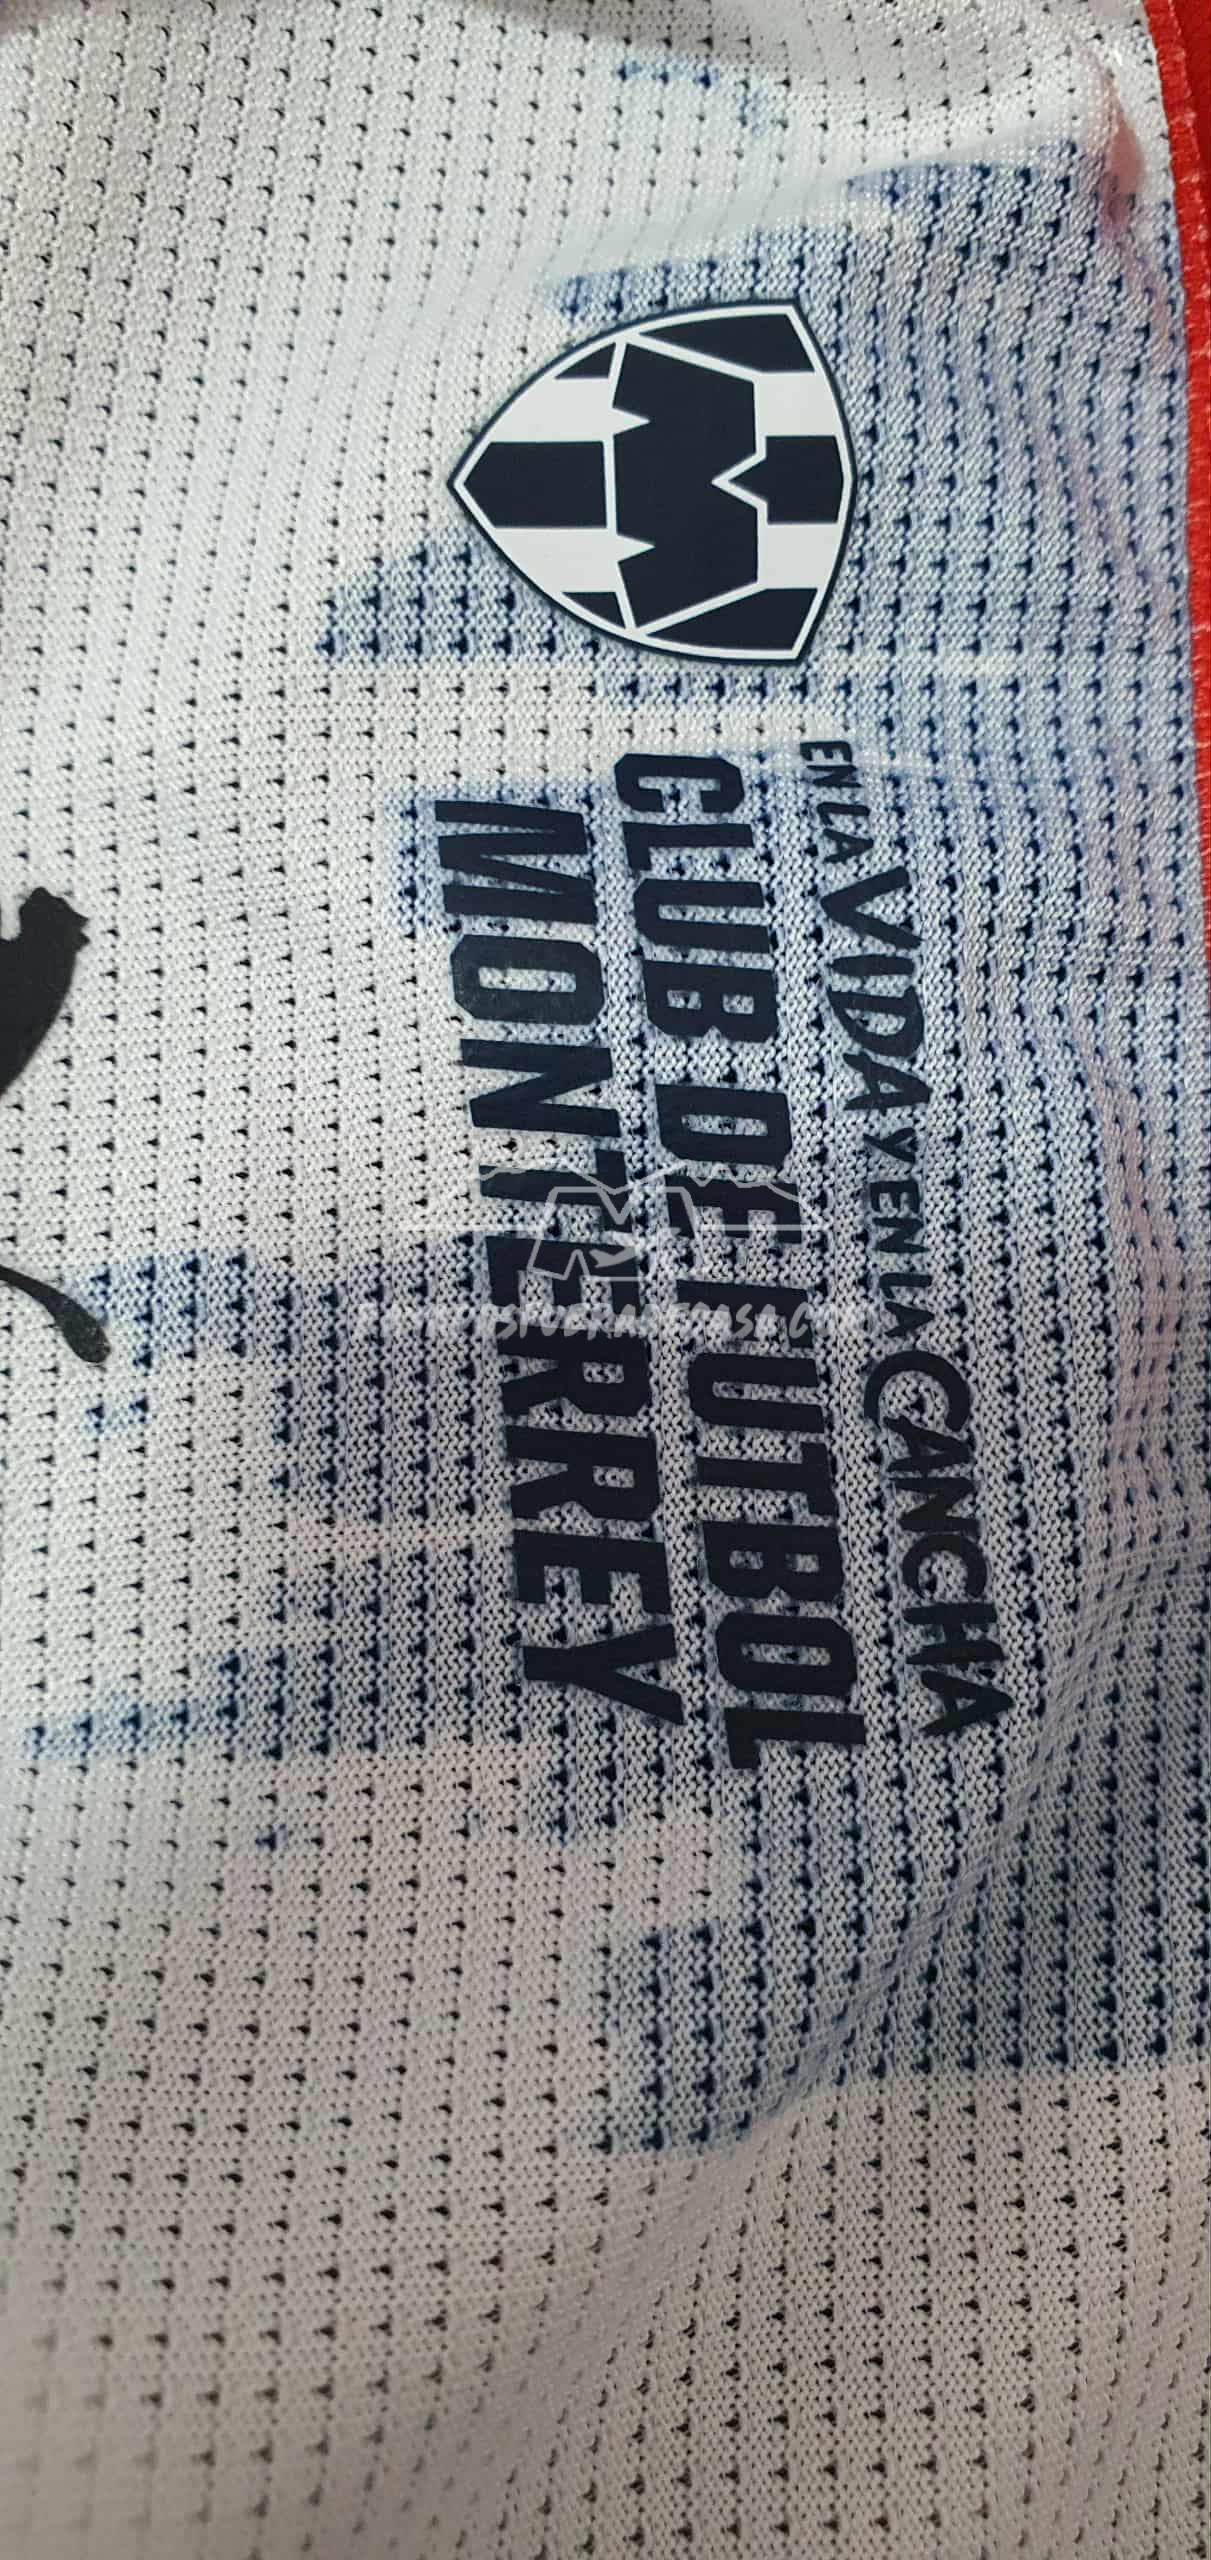 EN LA VIDA Y EN LA CANCHA
CLUB DE FUTBOL
MONTERREY